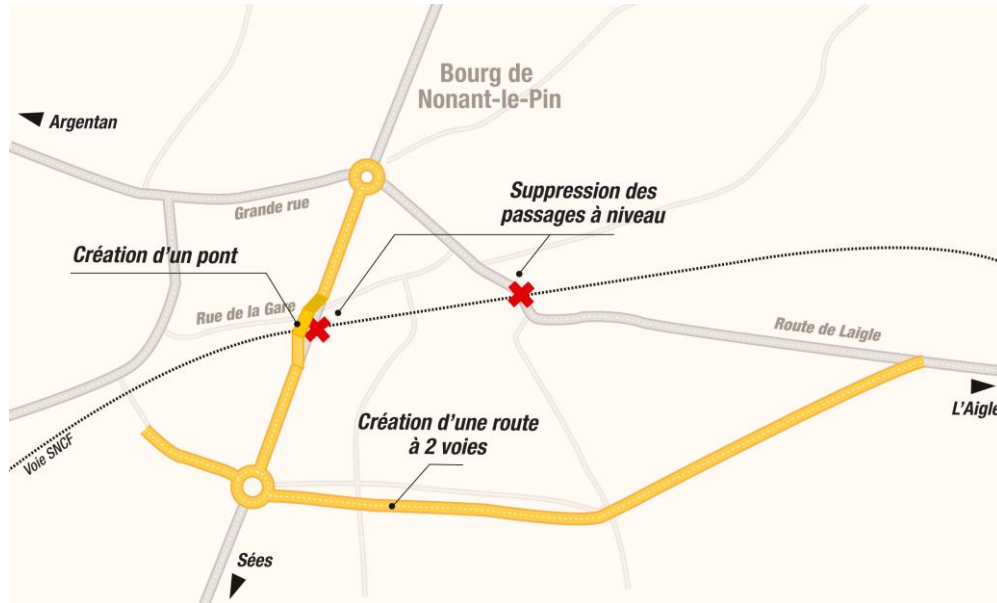 Bourg de
Nonant-le-Pin
Argentan
Suppression des
passages à niveau
Grande rue
Création d'un pont
Rue de la Gare
Route de Laigle
L'Aigle
Création d'une route
à 2 voies
Voie SNCF
Sées